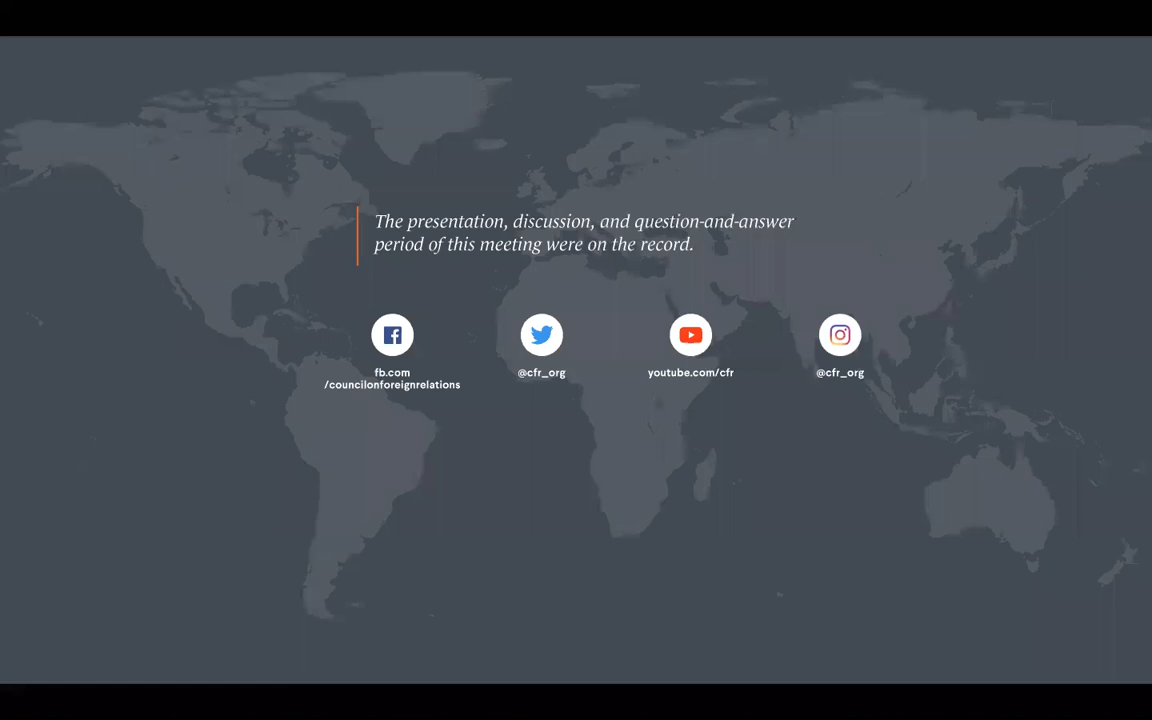 The presentation, discussion, and question-and-answer
period of this meeting were on the record.
fb.com
/councilonforeignrelations
@cfr_org
youtube.com/cfr
@cfr_org